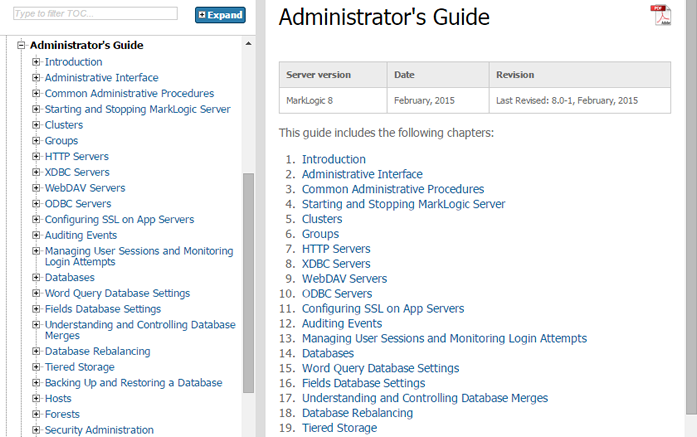 Type to filter TOC...
Expand
Administrator's Guide
Introduction
Administrative Interface
Common Administrative Procedures
Starting and Stopping MarkLogic Server
Clusters
Groups
HTTP Servers
XDBC Servers
WebDAV Servers
ODBC Servers
Configuring SSL on App Servers
Auditing Events
Managing User Sessions and Monitoring
Login Attempts
Databases
Word Query Database Settings
Fields Database Settings
Understanding and Controlling Database
Merges
Database Rebalancing
Tiered Storage
Backing Up and Restoring a Database
Hosts
Forests
Security Administration
Administrator's Guide
PDF
Server version Date Revision
MarkLogic 8 February, 2015 Last Revised: 8.0-1, February, 2015
This guide includes the following chapters:
1. Introduction
2. Administrative Interface
3. Common Administrative Procedures
4. Starting and Stopping MarkLogic Server
5. Clusters
6. Groups
7. HTTP Servers
8. XDBC Servers
9. WebDAV Servers
10. ODBC Servers
11. Configuring SSL on App Servers
12. Auditing Events
13. Managing User Sessions and Monitoring Login Attempts
14. Databases
15. Word Query Database Settings
16. Fields Database Settings
17. Understanding and Controlling Database Merges
18. Database Rebalancing
19. Tiered Storage